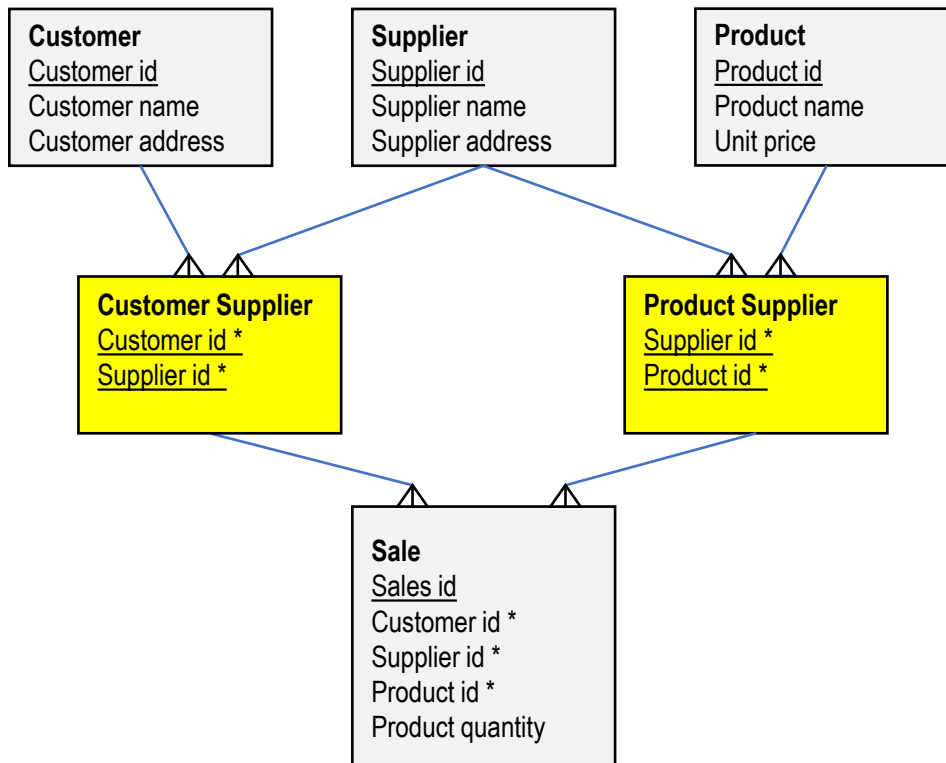 Customer
Customer id
Customer name
Customer address
Supplier
Supplier id
Supplier name
Supplier address
Product
Product id
Product name
Unit price
Customer Supplier
Customer id *
Supplier id *
Product Supplier
Supplier id *
Product id *
Sale
Sales id
Customer id *
Supplier id *
Product id *
Product quantity